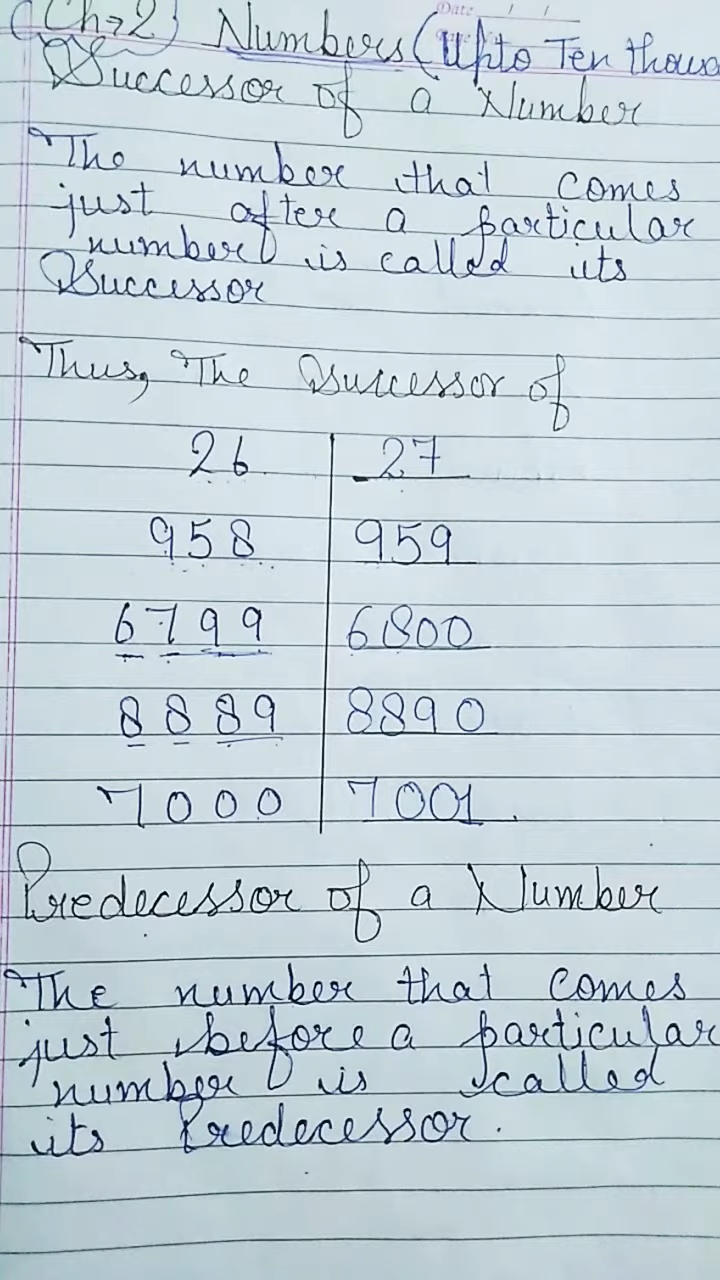 Date / /
(Ch→2) Numbers (Upto Ten thous
Successor of a Number
The number that comes
just after a particular
number is called its
Successor
Thus, The Successor of
26 27
958 959
6799 6800
8889 8890
7000 7001.
Predecessor of a Number
The number that comes
just before a particular
number is called
its Predecessor.